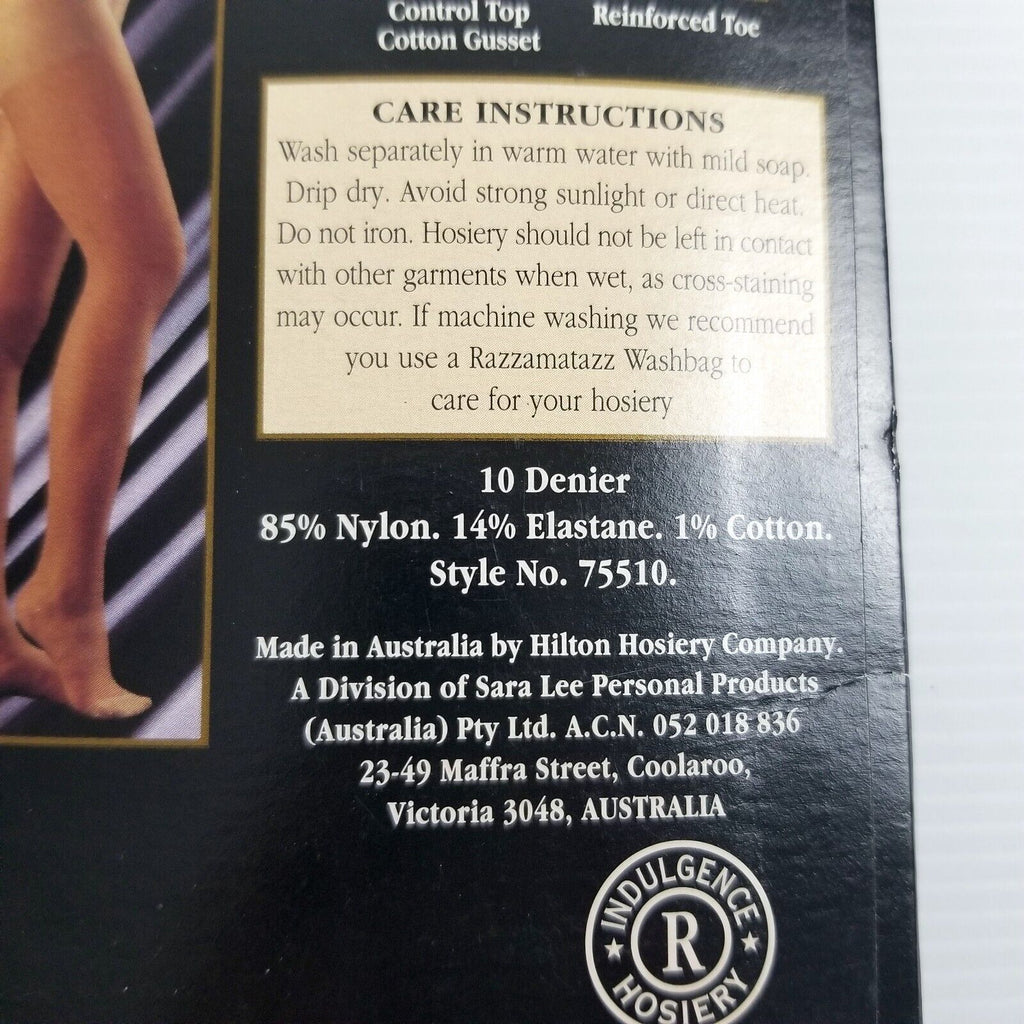 Control Top
Cotton Gusset
Reinforced Toe
CARE INSTRUCTIONS
Wash separately in warm water with mild soap.
Drip dry. Avoid strong sunlight or direct heat.
Do not iron. Hosiery should not be left in contact
with other garments when wet, as cross-staining
may occur. If machine washing we recommend
you use a Razzamatazz Washbag to
care for your hosiery
10 Denier
85% Nylon. 14% Elastane. 1% Cotton.
Style No. 75510.
Made in Australia by Hilton Hosiery Company.
A Division of Sara Lee Personal Products
(Australia) Pty Ltd. A.C.N. 052 018 836
23-49 Maffra Street, Coolaroo,
Victoria 3048, AUSTRALIA
INDULGENCE
R
HOSIERY